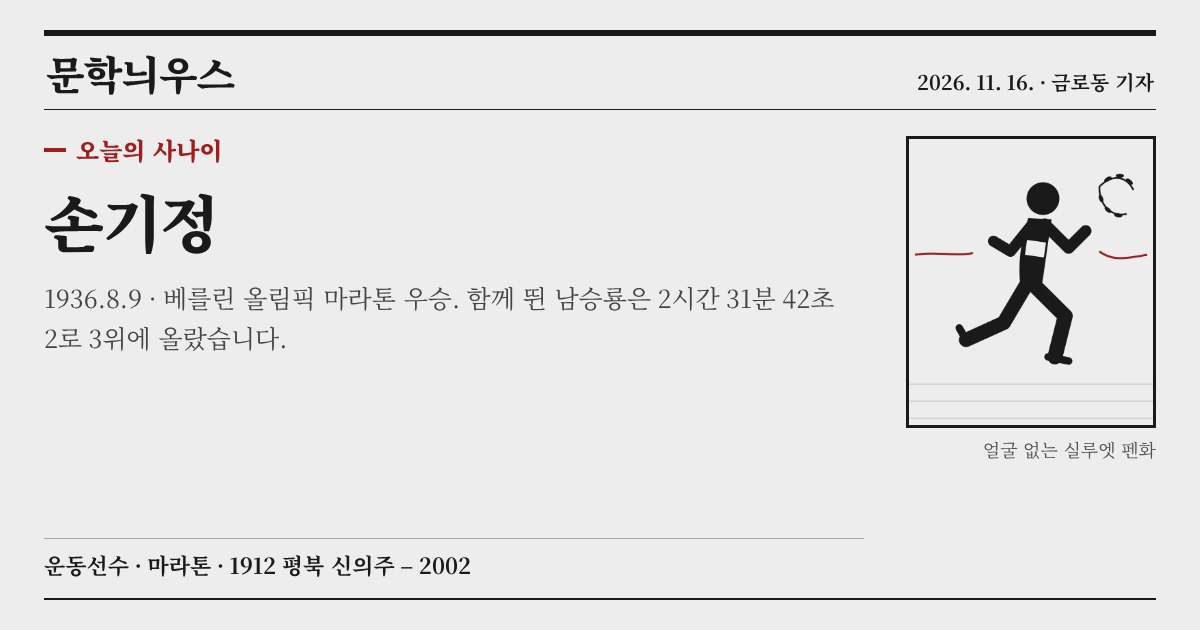 문학늬우스
2026. 11. 16. · 금로동 기자
오늘의 사나이
손기정
1936.8.9 · 베를린 올림픽 마라톤 우승. 함께 뛴 남승룡은 2시간 31분 42초
2로 3위에 올랐습니다.
얼굴 없는 실루엣 펜화
운동선수 · 마라톤 · 1912 평북 신의주 – 2002